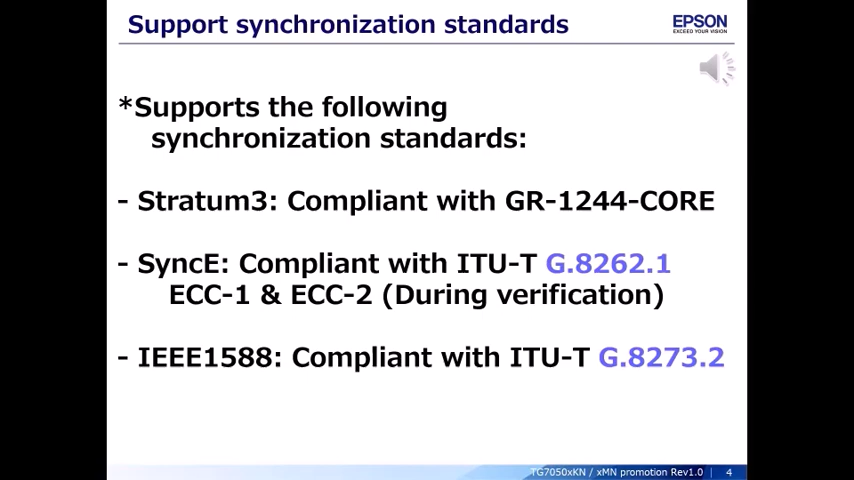 Support synchronization standards
EPSON
EXCEED YOUR VISION
*Supports the following
synchronization standards:
- Stratum3: Compliant with GR-1244-CORE
- SyncE: Compliant with ITU-T G.8262.1
ECC-1 & ECC-2 (During verification)
- IEEE1588: Compliant with ITU-T G.8273.2
TG7050xKN / xMN promotion Rev1.0 | 4